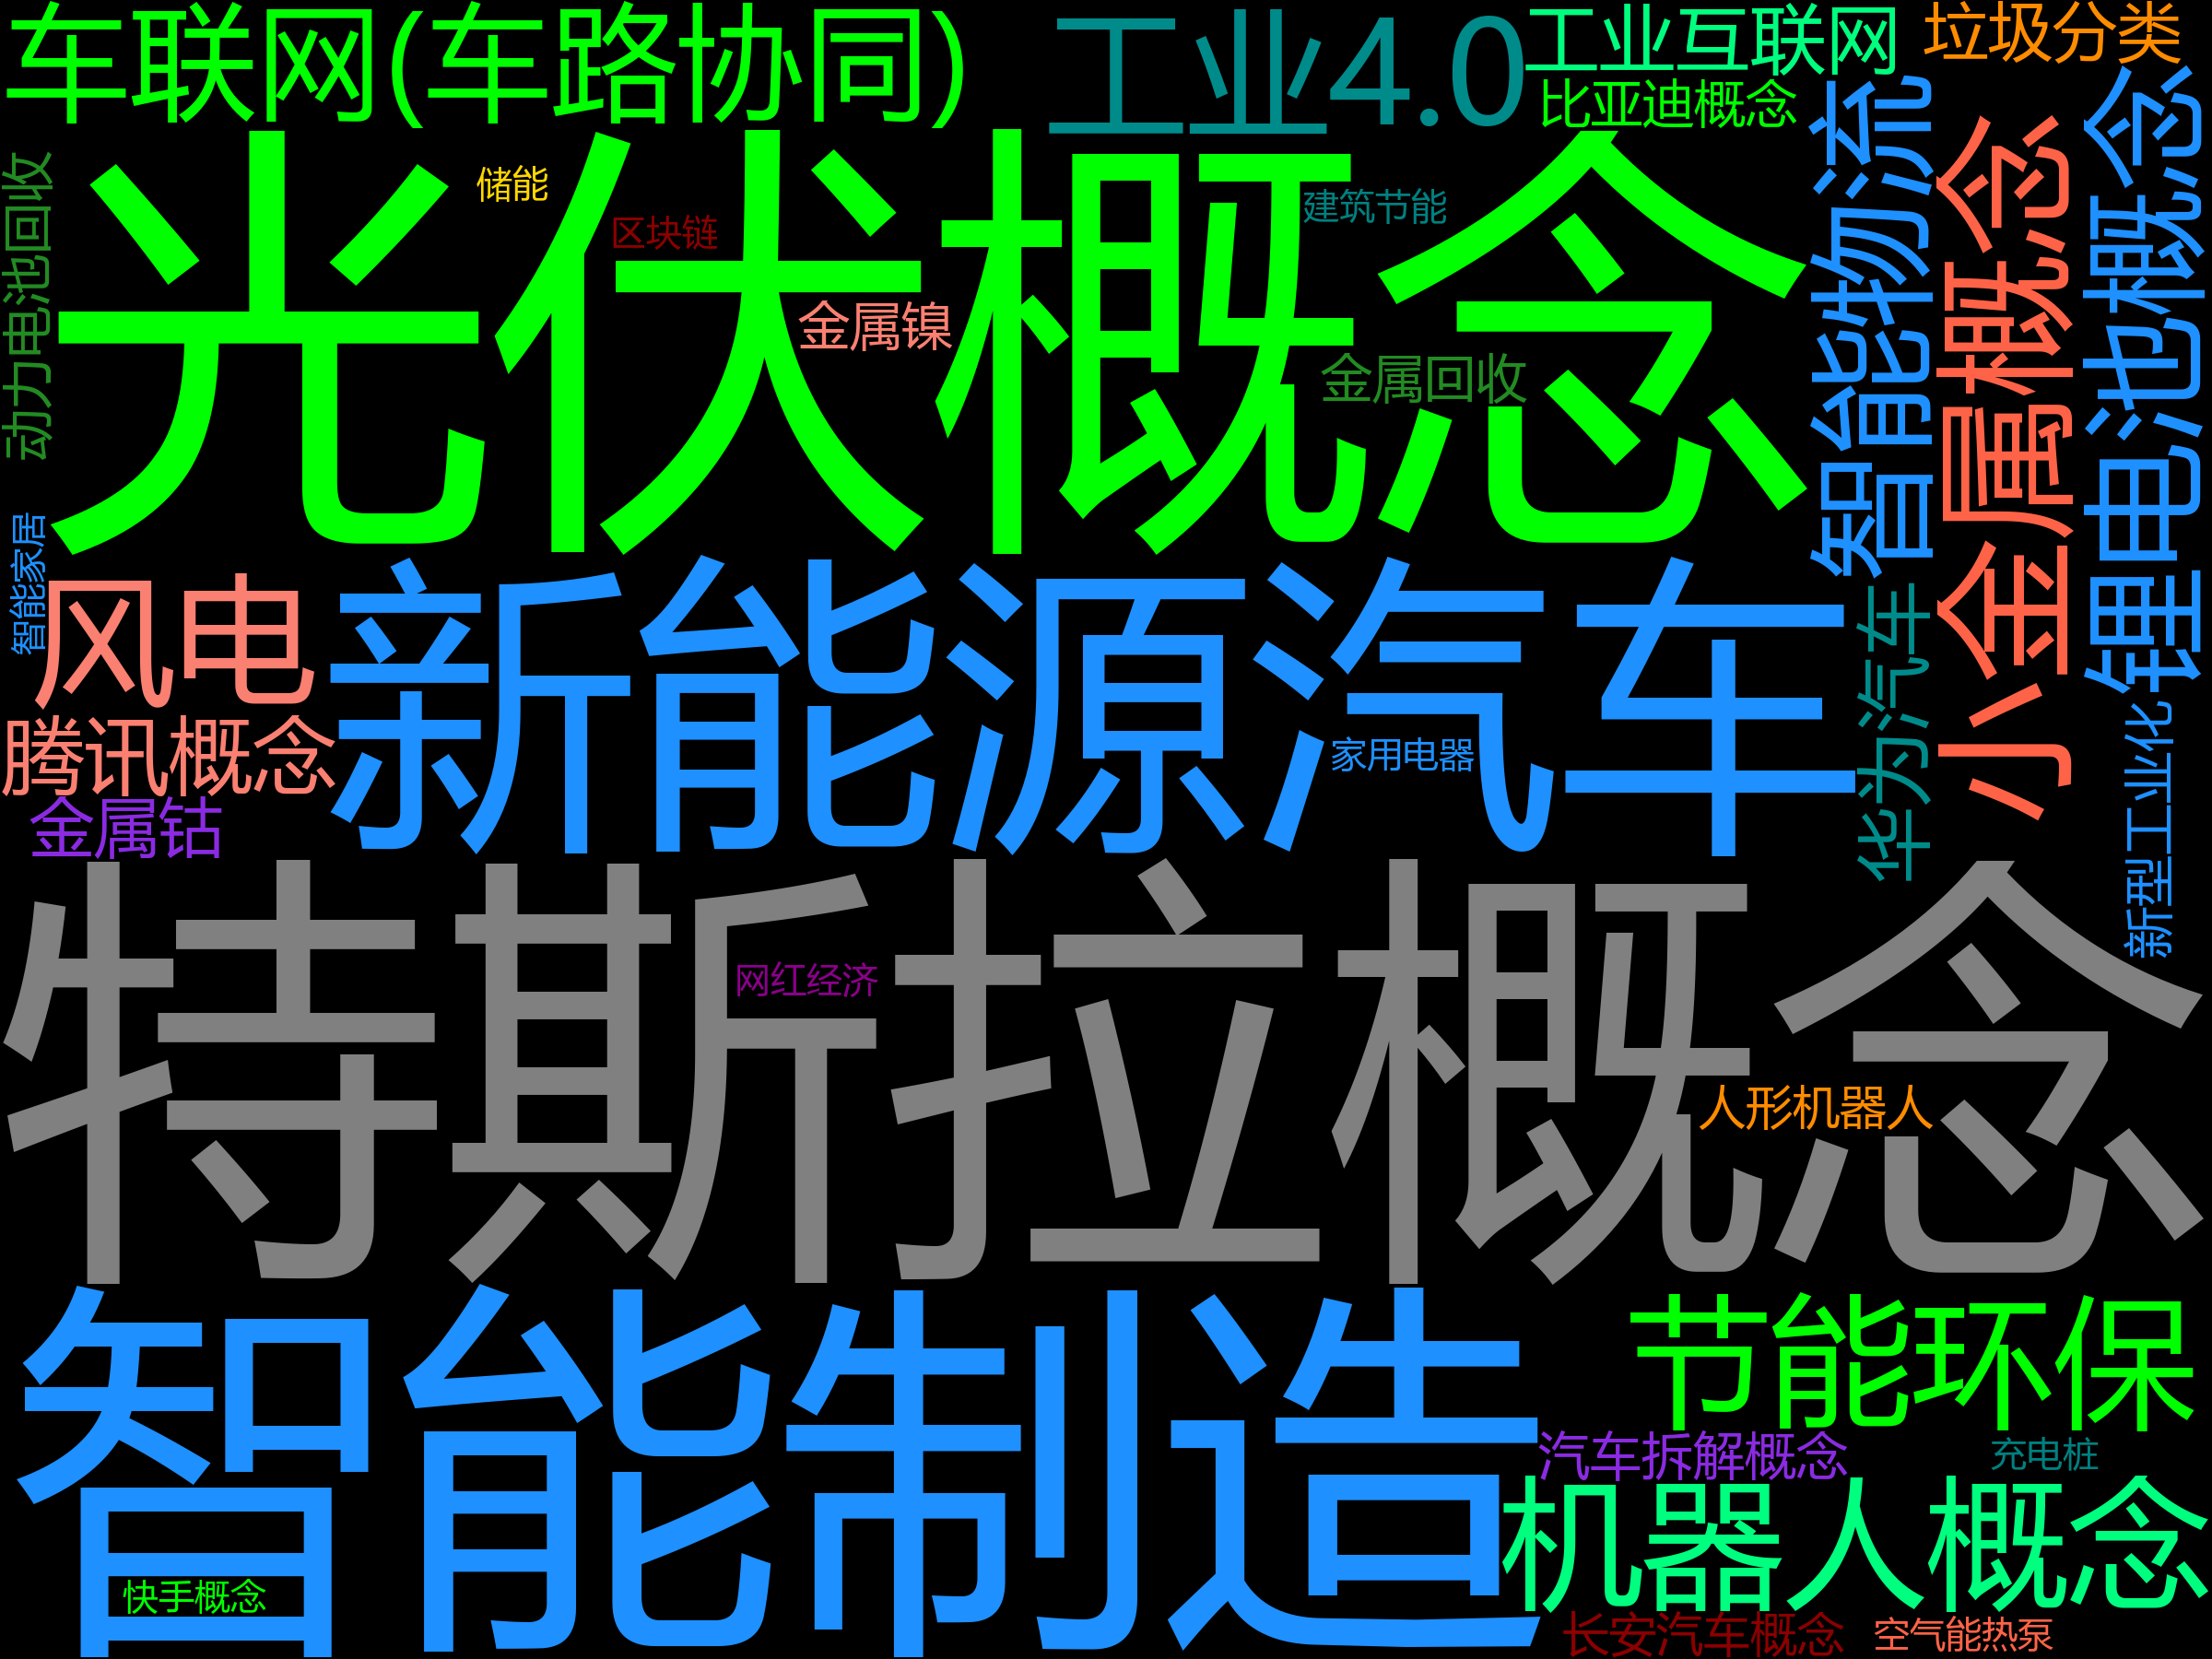 车联网(车路协同)
工业4.0
工业互联网
垃圾分类
比亚迪概念
光伏概念
储能
区块链
建筑节能
金属镍
金属回收
动力电池回收
智能物流
小金属概念
锂电池概念
智能家居
风电
新能源汽车
家用电器
华为汽车
新型工业化
腾讯概念
金属钴
特斯拉概念
网红经济
人形机器人
智能制造
节能环保
汽车拆解概念
充电桩
机器人概念
快手概念
长安汽车概念
空气能热泵